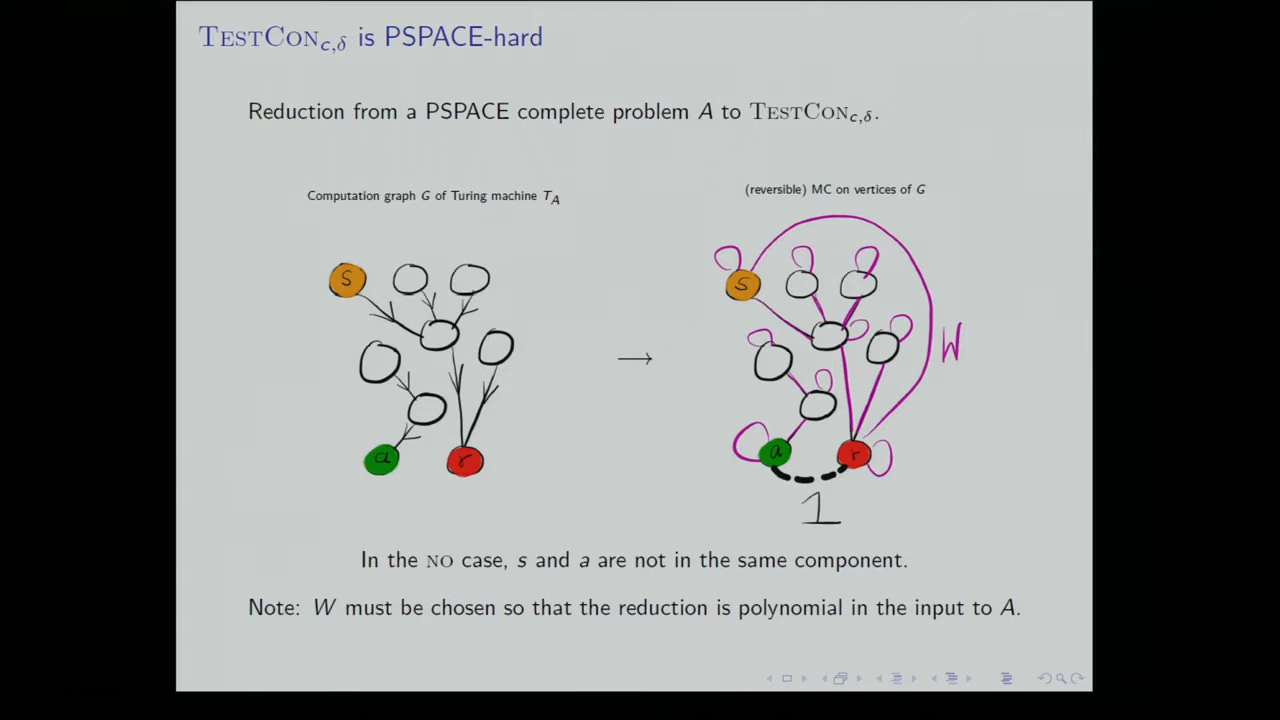 TESTCON_{c,δ} is PSPACE-hard
Reduction from a PSPACE complete problem A to TESTCON_{c,δ}.
Computation graph G of Turing machine T_A
(reversible) MC on vertices of G
S
a
r
S
a
r
W
1
In the NO case, s and a are not in the same component.
Note: W must be chosen so that the reduction is polynomial in the input to A.